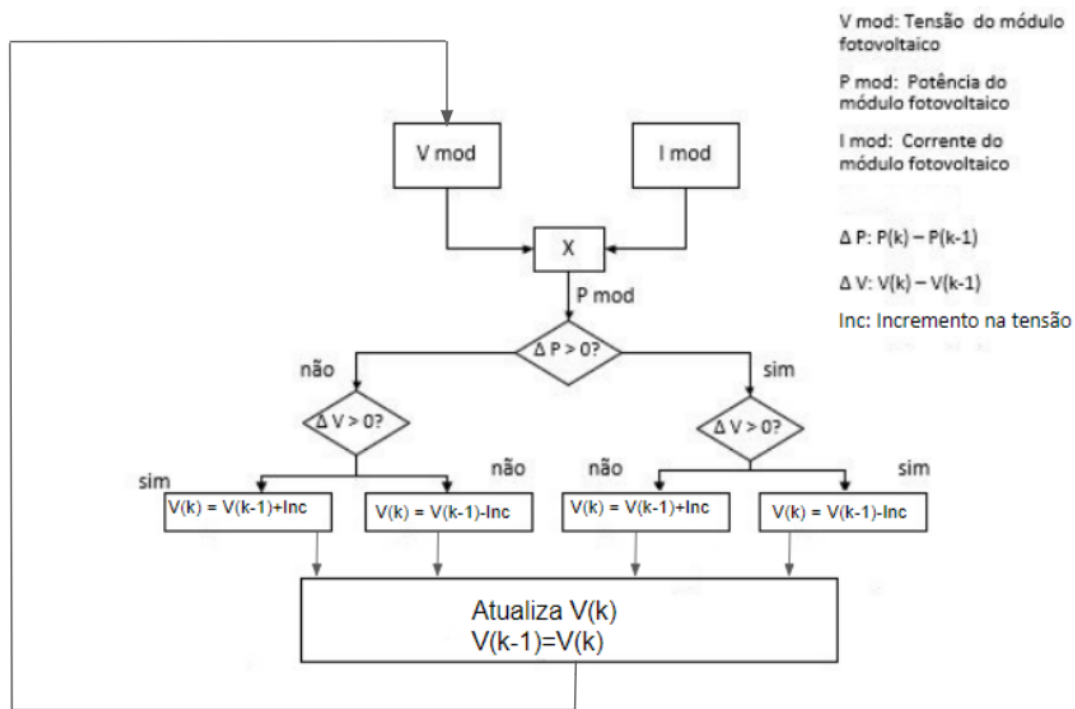 V mod: Tensão do módulo
fotovoltaico
P mod: Potência do
módulo fotovoltaico
I mod: Corrente do
módulo fotovoltaico
Δ P: P(k) – P(k-1)
Δ V: V(k) – V(k-1)
Inc: Incremento na tensão
V mod
I mod
X
P mod
Δ P > 0?
não
sim
Δ V > 0?
Δ V > 0?
sim
não
não
sim
V(k) = V(k-1)+Inc
V(k) = V(k-1)-Inc
V(k) = V(k-1)+Inc
V(k) = V(k-1)-Inc
Atualiza V(k)
V(k-1)=V(k)